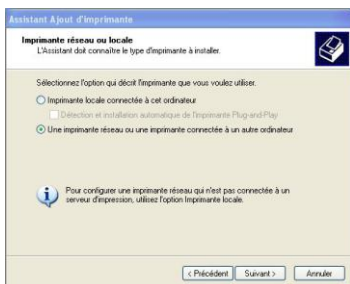 Assistant Ajout d'imprimante
Imprimante réseau ou locale
L'Assistant doit connaître le type d'imprimante à installer.
Sélectionnez l'option qui décrit l'imprimante que vous voulez utiliser.
Imprimante locale connectée à cet ordinateur
Détection et installation automatique de l'imprimante Plug-and-Play
Une imprimante réseau ou une imprimante connectée à un autre ordinateur
Pour configurer une imprimante réseau qui n'est pas connectée à un
serveur d'impression, utilisez l'option Imprimante locale.
< Précédent Suivant > Annuler